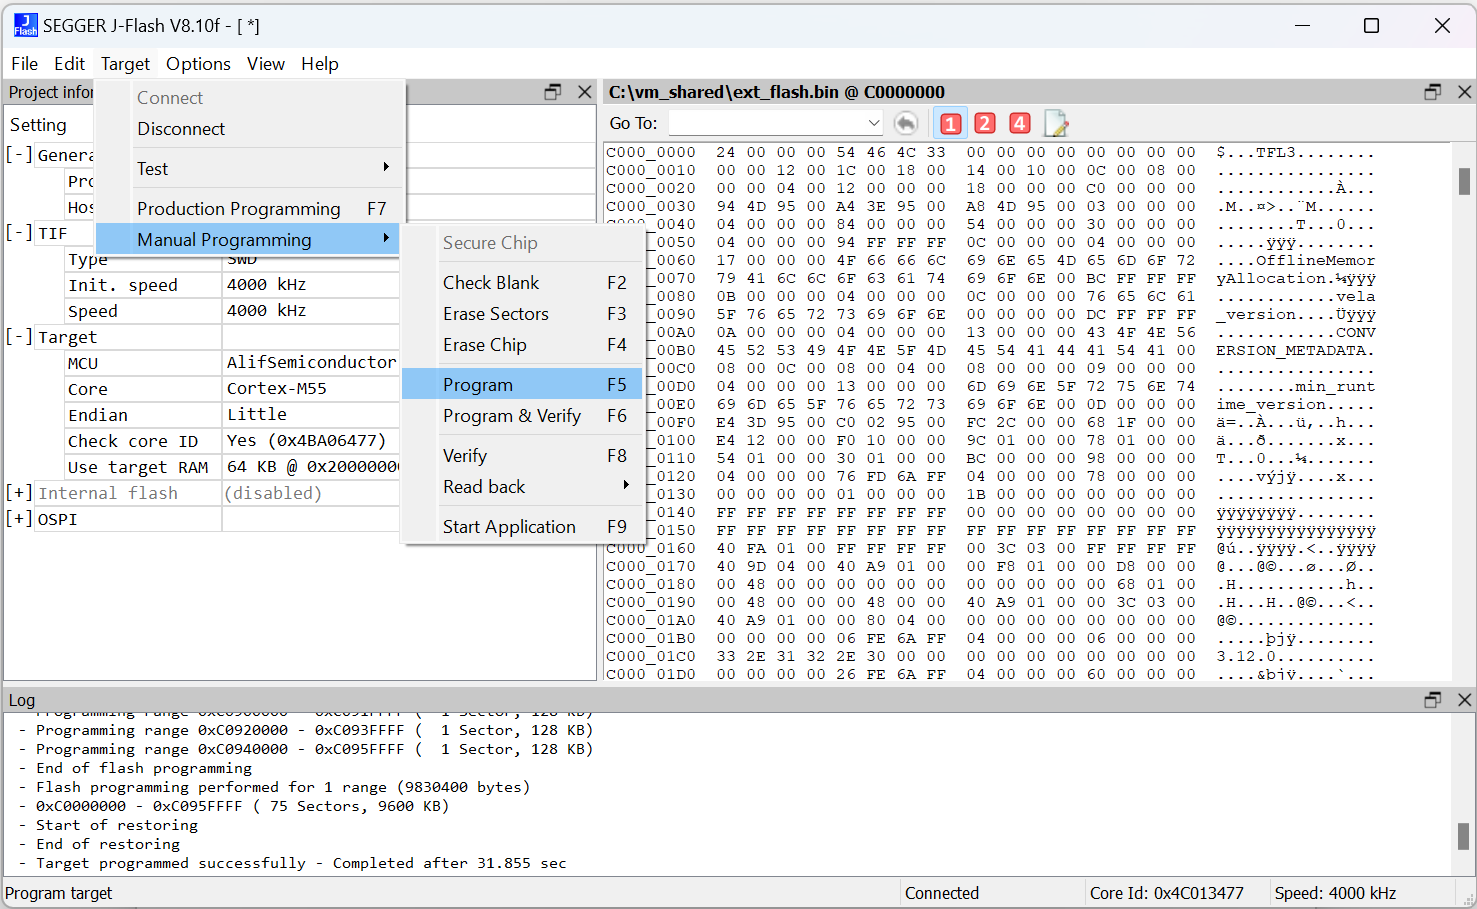 SEGGER J-Flash V8.10f - [ *]
File Edit Target Options View Help
Project infor
Setting
[-] Genera
Pro
Hos
[-] TIF
Type SWD
Init. speed 4000 kHz
Speed 4000 kHz
[-] Target
MCU AlifSemiconductor
Core Cortex-M55
Endian Little
Check core ID Yes (0x4BA06477)
Use target RAM 64 KB @ 0x20000000
[+] Internal flash (disabled)
[+] OSPI
Connect
Disconnect
Test
Production Programming F7
Manual Programming
Secure Chip
Check Blank F2
Erase Sectors F3
Erase Chip F4
Program F5
Program & Verify F6
Verify F8
Read back
Start Application F9
C:\vm_shared\ext_flash.bin @ C0000000
Go To: 1 2 4
C000_0000 24 00 00 00 54 46 4C 33 00 00 00 00 00 00 00 00 $...TFL3........
C000_0010 00 00 12 00 1C 00 18 00 14 00 10 00 0C 00 08 00 ................
C000_0020 00 00 04 00 12 00 00 00 18 00 00 00 C0 00 00 00 ............À...
C000_0030 94 4D 95 00 A4 3E 95 00 A8 4D 95 00 03 00 00 00 .M..¤>..¨M......
_0040 04 00 00 00 84 00 00 00 54 00 00 00 30 00 00 00 ........T...0...
_0050 04 00 00 00 94 FF FF FF 0C 00 00 00 04 00 00 00 .....ÿÿÿ........
_0060 17 00 00 00 4F 66 66 6C 69 6E 65 4D 65 6D 6F 72 ....OfflineMemor
_0070 79 41 6C 6C 6F 63 61 74 69 6F 6E 00 BC FF FF FF yAllocation.¼ÿÿÿ
_0080 0B 00 00 00 04 00 00 00 0C 00 00 00 76 65 6C 61 ............vela
_0090 5F 76 65 72 73 69 6F 6E 00 00 00 00 DC FF FF FF _version....Üÿÿÿ
_00A0 0A 00 00 00 04 00 00 00 13 00 00 00 43 4F 4E 56 ............CONV
_00B0 45 52 53 49 4F 4E 5F 4D 45 54 41 44 41 54 41 00 ERSION_METADATA.
_00C0 08 00 0C 00 08 00 04 00 08 00 00 00 09 00 00 00 ................
_00D0 04 00 00 00 13 00 00 00 6D 69 6E 5F 72 75 6E 74 ........min_runt
_00E0 69 6D 65 5F 76 65 72 73 69 6F 6E 00 0D 00 00 00 ime_version.....
_00F0 E4 3D 95 00 C0 02 95 00 FC 2C 00 00 68 1F 00 00 ä=..À...ü,..h...
_0100 E4 12 00 00 F0 10 00 00 9C 01 00 00 78 01 00 00 ä...ð.......x...
_0110 54 01 00 00 30 01 00 00 BC 00 00 00 98 00 00 00 T...0...¼.......
_0120 04 00 00 00 76 FD 6A FF 04 00 00 00 78 00 00 00 ....výjÿ....x...
_0130 00 00 00 00 01 00 00 00 1B 00 00 00 00 00 00 00 ................
_0140 FF FF FF FF FF FF FF FF 00 00 00 00 00 00 00 00 ÿÿÿÿÿÿÿÿ........
_0150 FF FF FF FF FF FF FF FF FF FF FF FF FF FF FF FF ÿÿÿÿÿÿÿÿÿÿÿÿÿÿÿÿ
C000_0160 40 FA 01 00 FF FF FF FF 00 3C 03 00 FF FF FF FF @ú..ÿÿÿÿ.<..ÿÿÿÿ
C000_0170 40 9D 04 00 40 A9 01 00 00 F8 01 00 00 D8 00 00 @...@©...ø...Ø..
C000_0180 00 48 00 00 00 00 00 00 00 00 00 00 00 68 01 00 .H...........h..
C000_0190 00 48 00 00 00 48 00 00 40 A9 01 00 00 3C 03 00 .H...H..@©...<..
C000_01A0 40 A9 01 00 00 80 04 00 00 00 00 00 00 00 00 00 @©..............
C000_01B0 00 00 00 00 06 FE 6A FF 04 00 00 00 06 00 00 00 .....þjÿ........
C000_01C0 33 2E 31 32 2E 30 00 00 00 00 00 00 00 00 00 00 3.12.0..........
C000_01D0 00 00 00 00 26 FE 6A FF 04 00 00 00 60 00 00 00 ....&þjÿ....`...
Log
- Programming range 0xC0900000 - 0xC091FFFF ( 1 Sector, 128 KB)
- Programming range 0xC0920000 - 0xC093FFFF ( 1 Sector, 128 KB)
- Programming range 0xC0940000 - 0xC095FFFF ( 1 Sector, 128 KB)
- End of flash programming
- Flash programming performed for 1 range (9830400 bytes)
- 0xC0000000 - 0xC095FFFF ( 75 Sectors, 9600 KB)
- Start of restoring
- End of restoring
- Target programmed successfully - Completed after 31.855 sec
Program target Connected Core Id: 0x4C013477 Speed: 4000 kHz